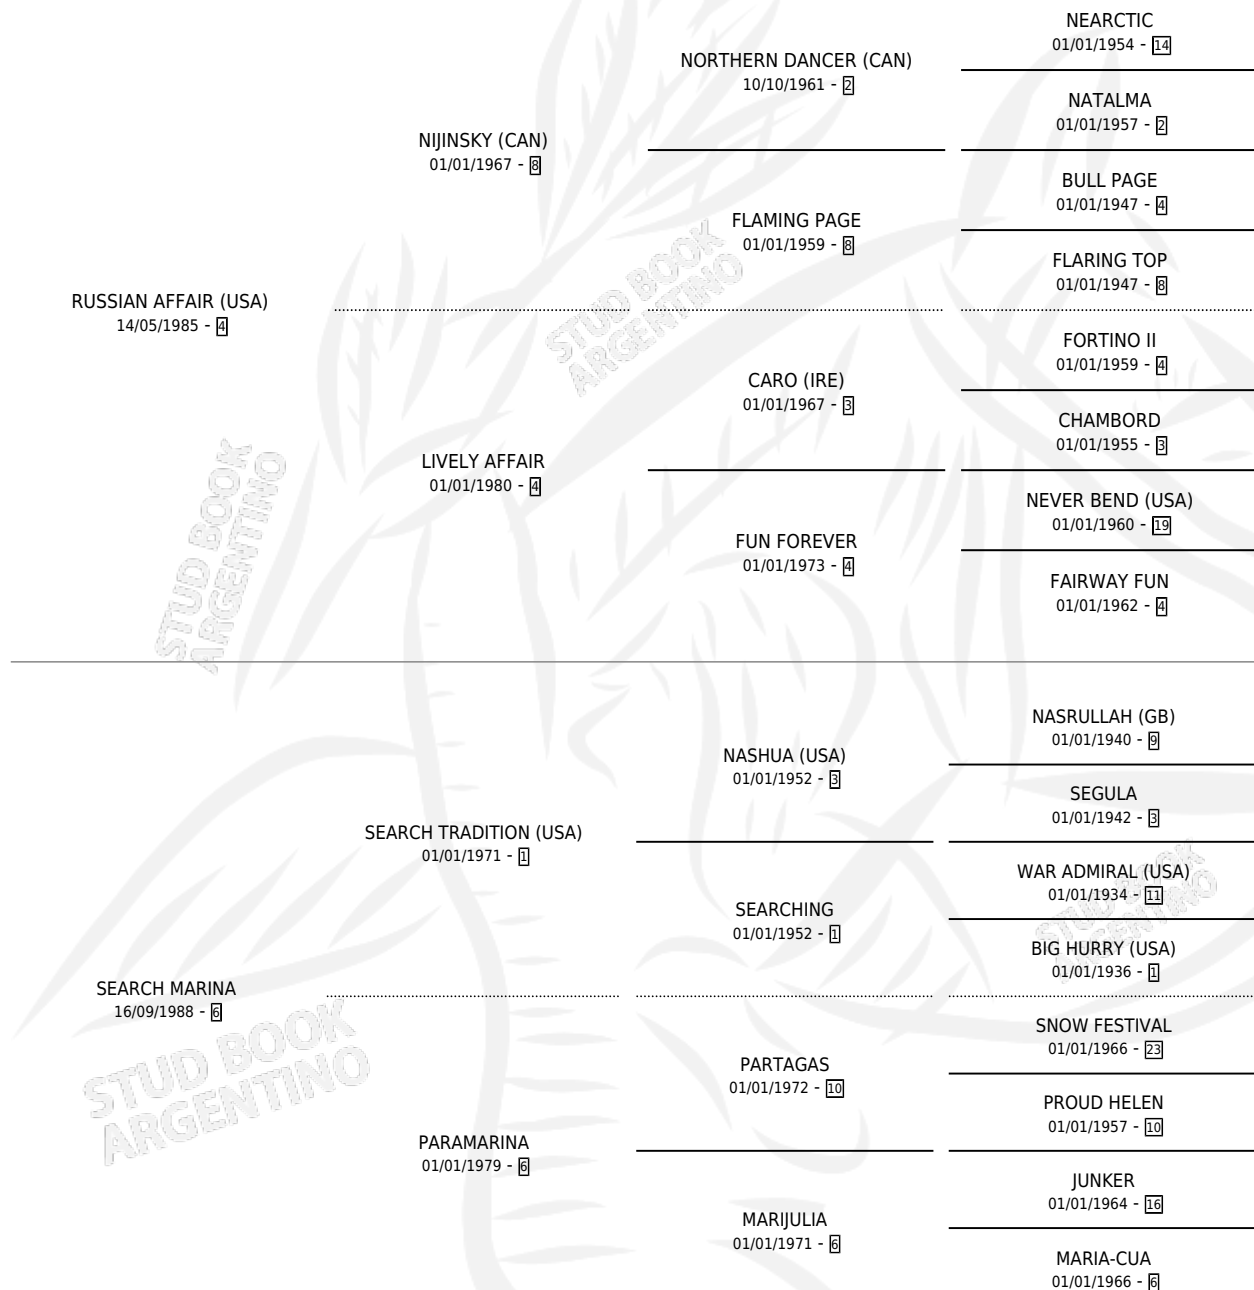 NEARCTIC
01/01/1954 - 14
NORTHERN DANCER (CAN)
10/10/1961 - 2
NATALMA
01/01/1957 - 2
NIJINSKY (CAN)
01/01/1967 - 8
BULL PAGE
01/01/1947 - 4
FLAMING PAGE
01/01/1959 - 8
FLARING TOP
01/01/1947 - 8
RUSSIAN AFFAIR (USA)
14/05/1985 - 4
FORTINO II
01/01/1959 - 4
CARO (IRE)
01/01/1967 - 3
CHAMBORD
01/01/1955 - 3
LIVELY AFFAIR
01/01/1980 - 4
NEVER BEND (USA)
01/01/1960 - 19
FUN FOREVER
01/01/1973 - 4
FAIRWAY FUN
01/01/1962 - 4
NASRULLAH (GB)
01/01/1940 - 9
NASHUA (USA)
01/01/1952 - 3
SEGULA
01/01/1942 - 3
SEARCH TRADITION (USA)
01/01/1971 - 1
WAR ADMIRAL (USA)
01/01/1934 - 11
SEARCHING
01/01/1952 - 1
BIG HURRY (USA)
01/01/1936 - 1
SEARCH MARINA
16/09/1988 - 6
SNOW FESTIVAL
01/01/1966 - 23
PARTAGAS
01/01/1972 - 10
PROUD HELEN
01/01/1957 - 10
PARAMARINA
01/01/1979 - 6
JUNKER
01/01/1964 - 16
MARIJULIA
01/01/1971 - 6
MARIA-CUA
01/01/1966 - 6
STUD BOOK
ARGENTINO
STUD BOOK
ARGENTINO
STUD BOOK
ARGENTINO
STUD BOOK
ARGENTINO